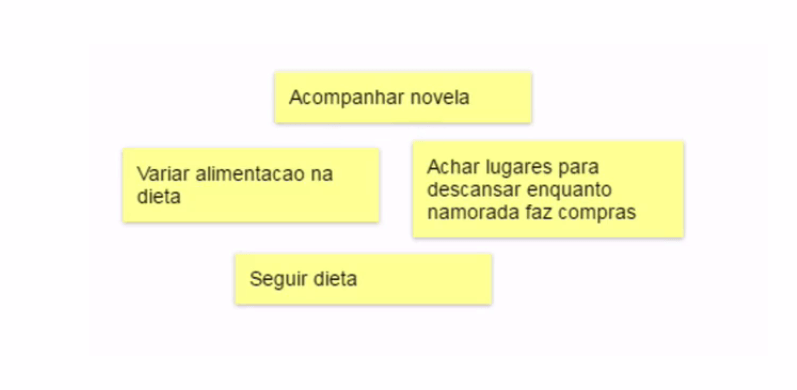 Acompanhar novela
Variar alimentacao na
dieta
Achar lugares para
descansar enquanto
namorada faz compras
Seguir dieta